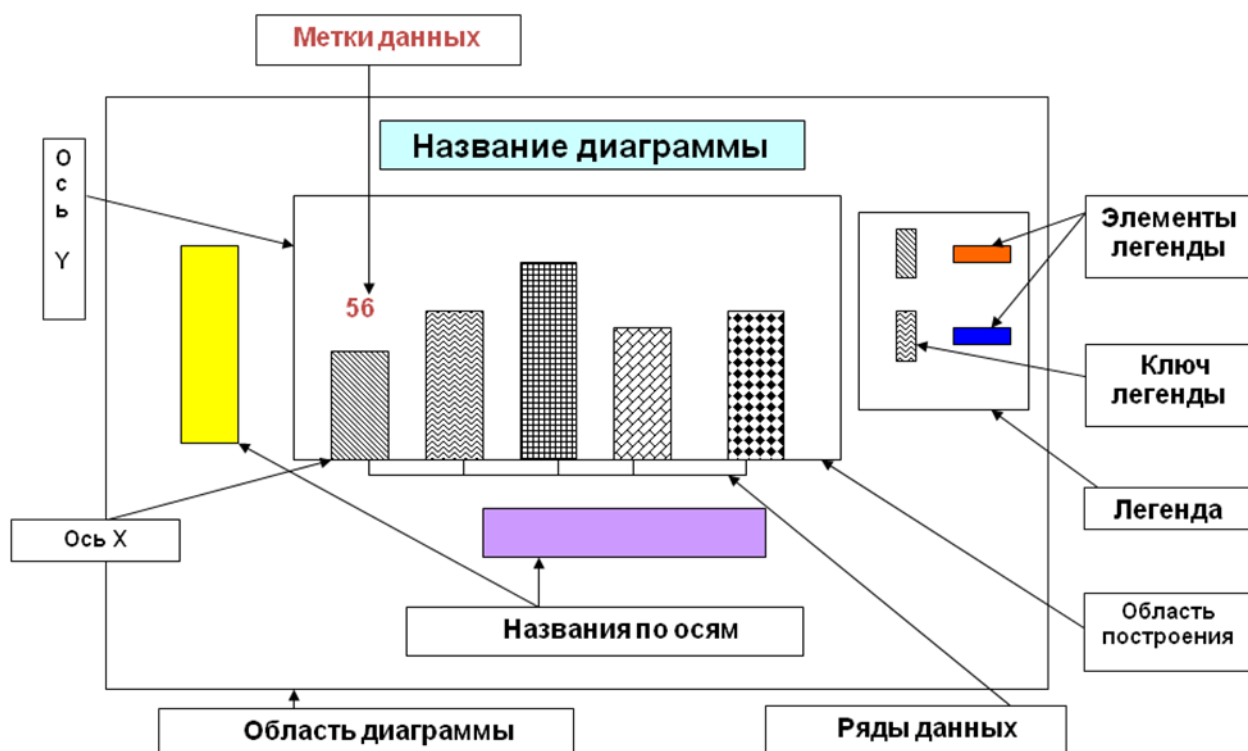 Метки данных
Название диаграммы
Ось Y
56
Элементы
легенды
Ключ
легенды
Легенда
Ось X
Названия по осям
Область
построения
Область диаграммы
Ряды данных